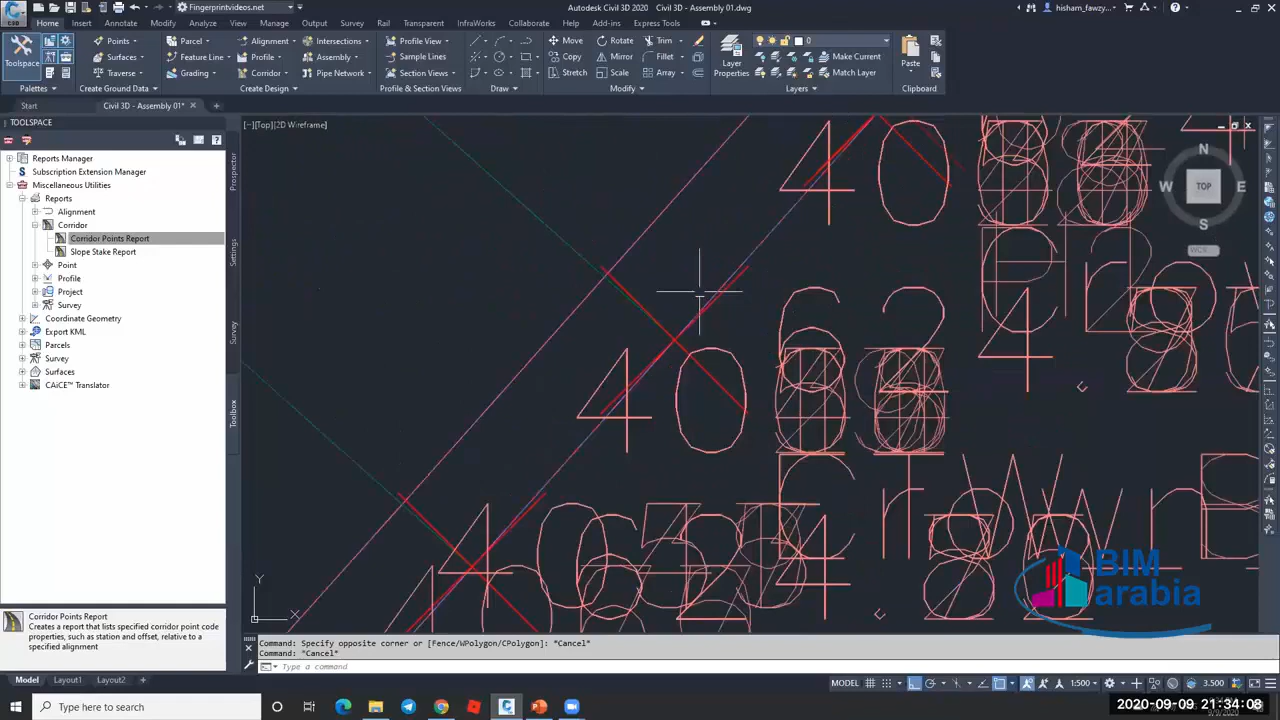 Fingerprintvideos.net
Autodesk Civil 3D 2020   Civil 3D - Assembly 01.dwg
Type a keyword or phrase
hisham_fawzy...
Home Insert Annotate Modify Analyze View Manage Output Survey Rail Transparent InfraWorks Collaborate Help Add-ins Express Tools
Toolspace
Points Parcel Alignment Intersections Profile View Move Rotate Trim 0
Surfaces Feature Line Profile Assembly Sample Lines Copy Mirror Fillet Make Current
Traverse Grading Corridor Pipe Network Section Views Stretch Scale Array Match Layer
Layer Properties
Paste
Palettes Create Ground Data Create Design Profile & Section Views Draw Modify Layers Clipboard
Start Civil 3D - Assembly 01*
TOOLSPACE
[−][Top][2D Wireframe]
Reports Manager
Subscription Extension Manager
Miscellaneous Utilities
Reports
Alignment
Corridor
Corridor Points Report
Slope Stake Report
Point
Profile
Project
Survey
Coordinate Geometry
Export KML
Parcels
Survey
Surfaces
CAiCE™ Translator
Prospector
Settings
Survey
Toolbox
N
W TOP E
S
WCS
Y
X
BIM
arabia
Corridor Points Report
Creates a report that lists specified corridor point code
properties, such as station and offset, relative to a
specified alignment
Command: Specify opposite corner or [Fence/WPolygon/CPolygon]: *Cancel*
Command: *Cancel*
Type a command
Model Layout1 Layout2
MODEL 1:500 3.500
Type here to search
2020-09-09 21:34:08